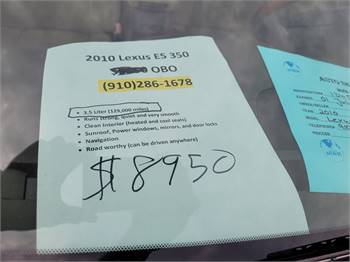 2010 Lexus ES 350
OBO
(910)286-1678
• 3.5 Liter (129,000 miles)
• Runs strong, quiet and very smooth
• Clean Interior (heated and cool seats)
• Sunroof, Power windows, mirrors, and door locks
• Navigation
• Road worthy (can be driven anywhere)
$8950
AUTO
2010